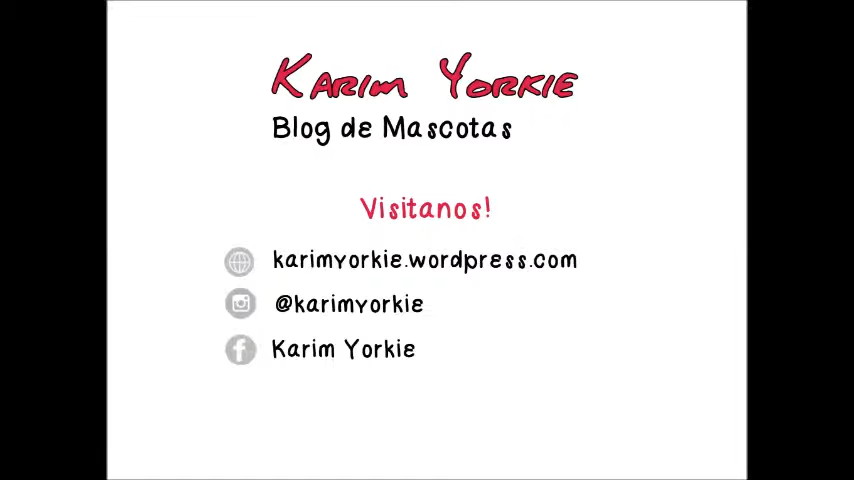 Karim Yorkie
Blog de Mascotas
Visitanos!
karimyorkie.wordpress.com
@karimyorkie
Karim Yorkie